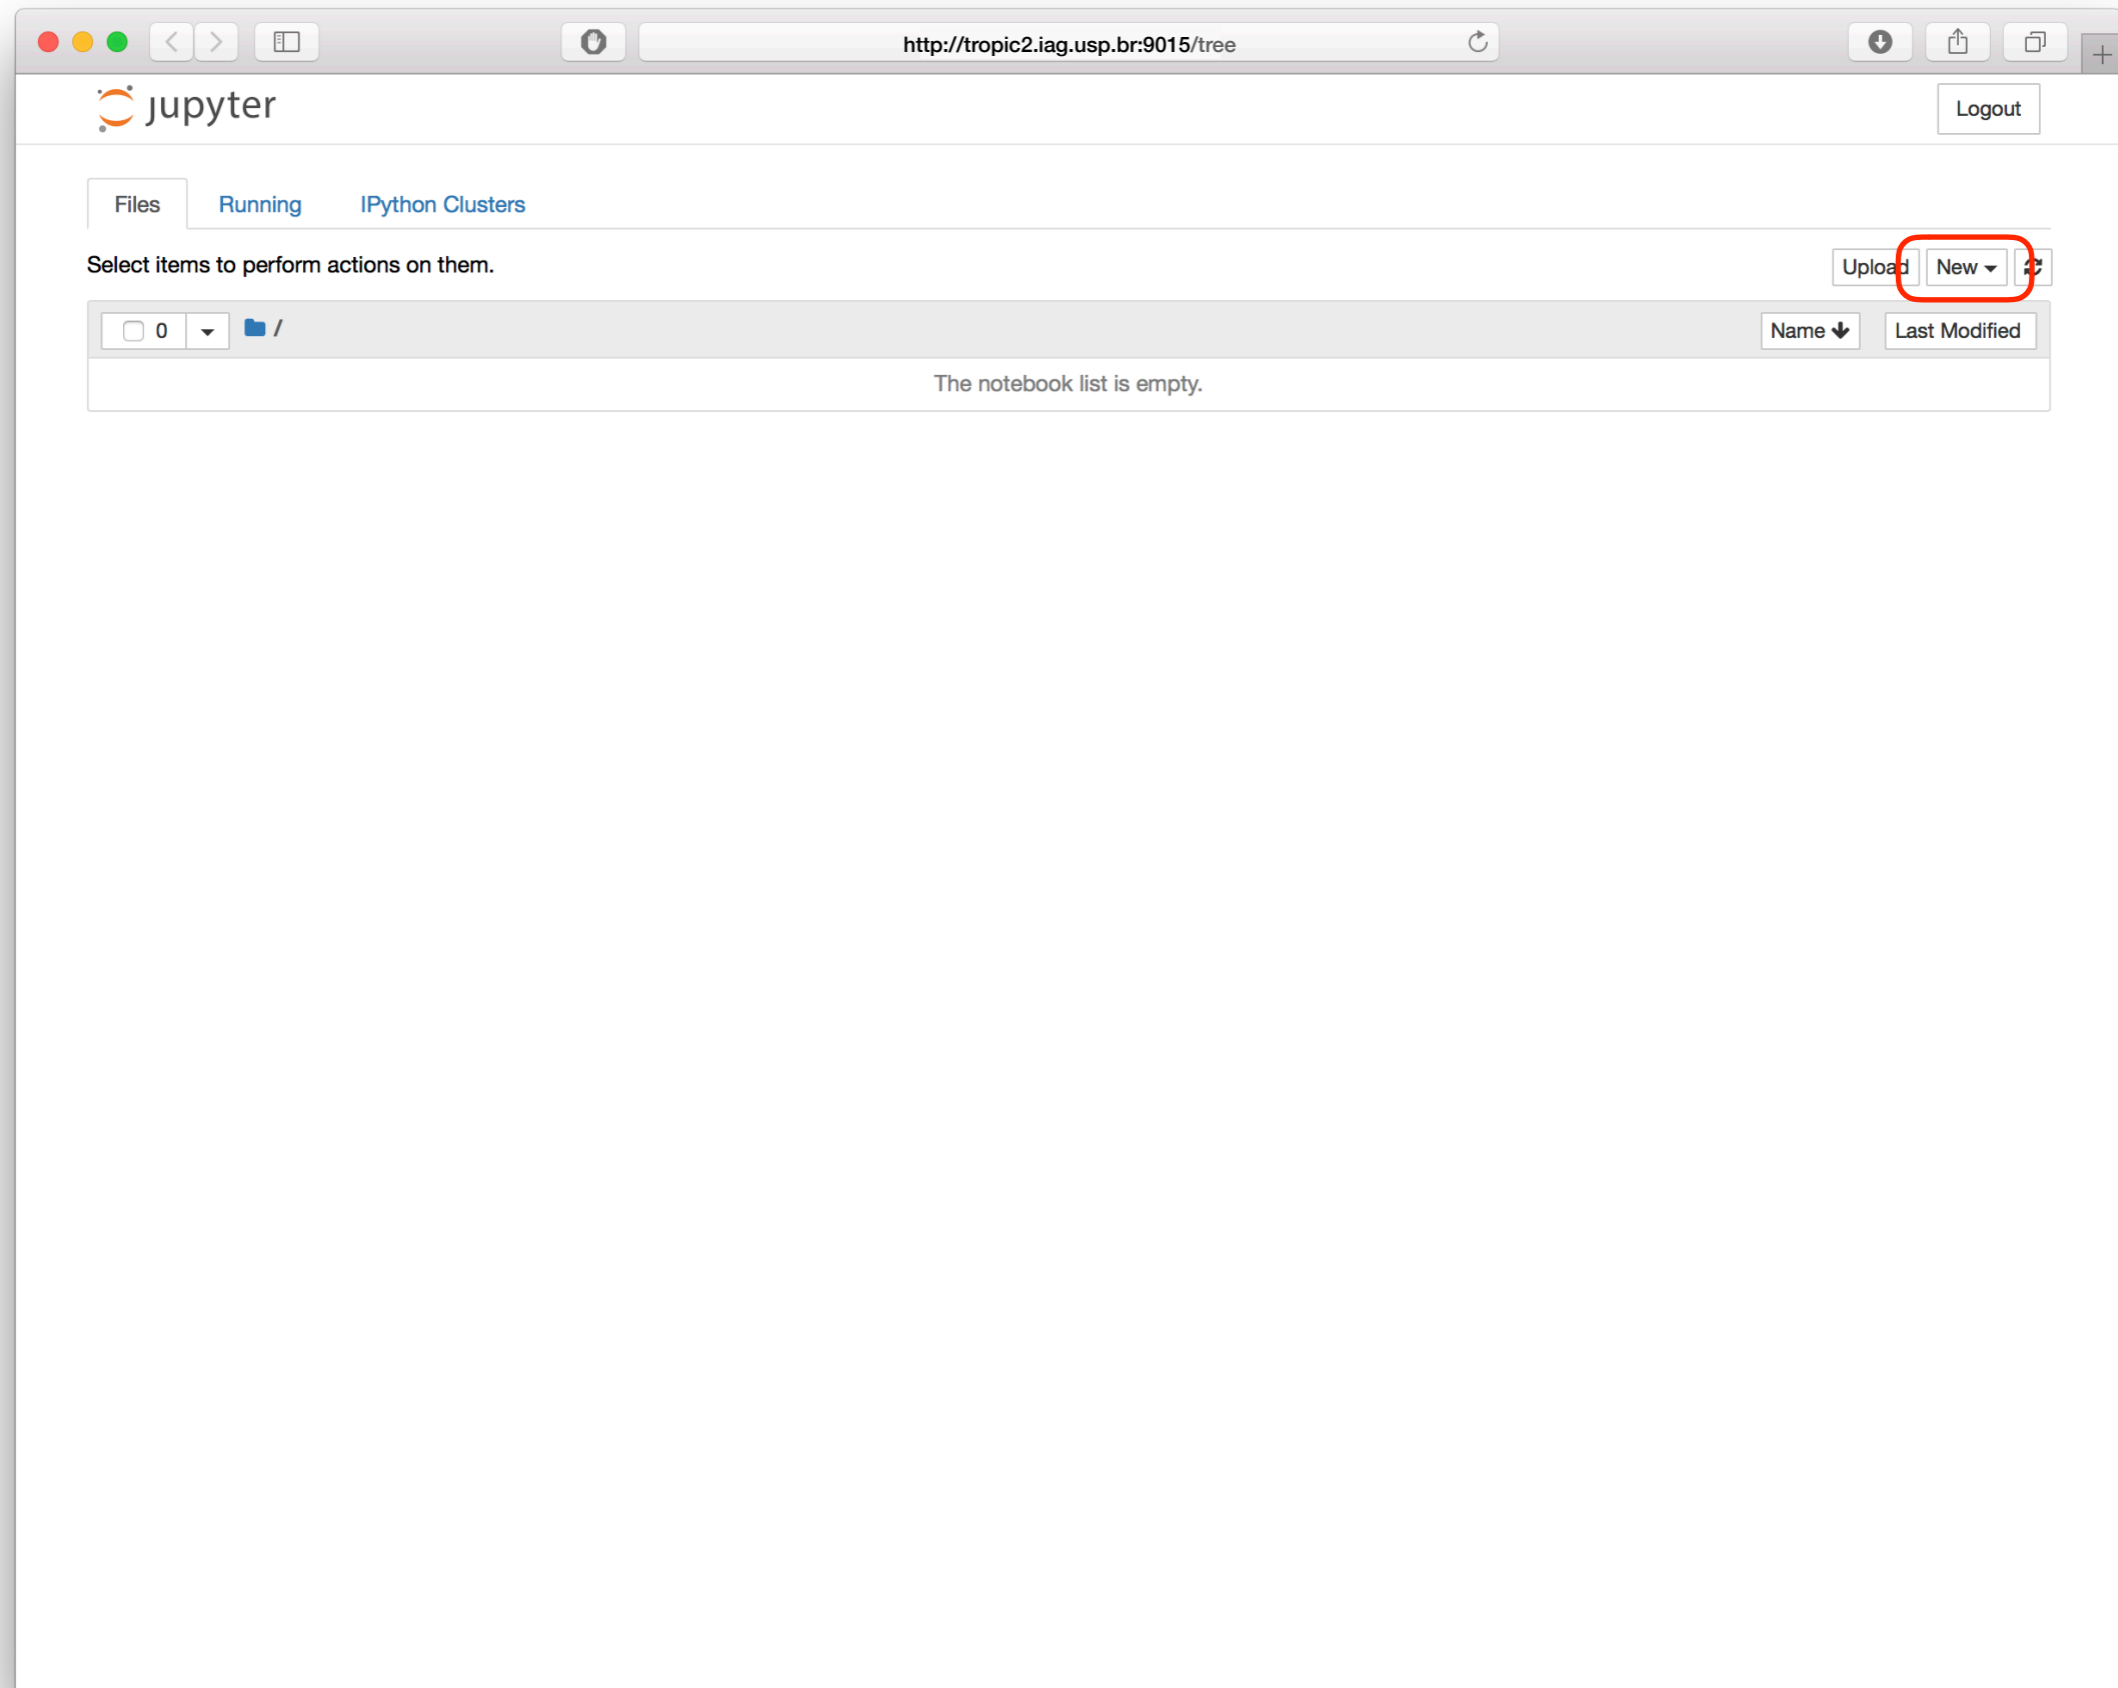 http://tropic2.iag.usp.br:9015/tree
jupyter
Logout
Files Running IPython Clusters
Select items to perform actions on them.
Upload New
0 / Name Last Modified
The notebook list is empty.